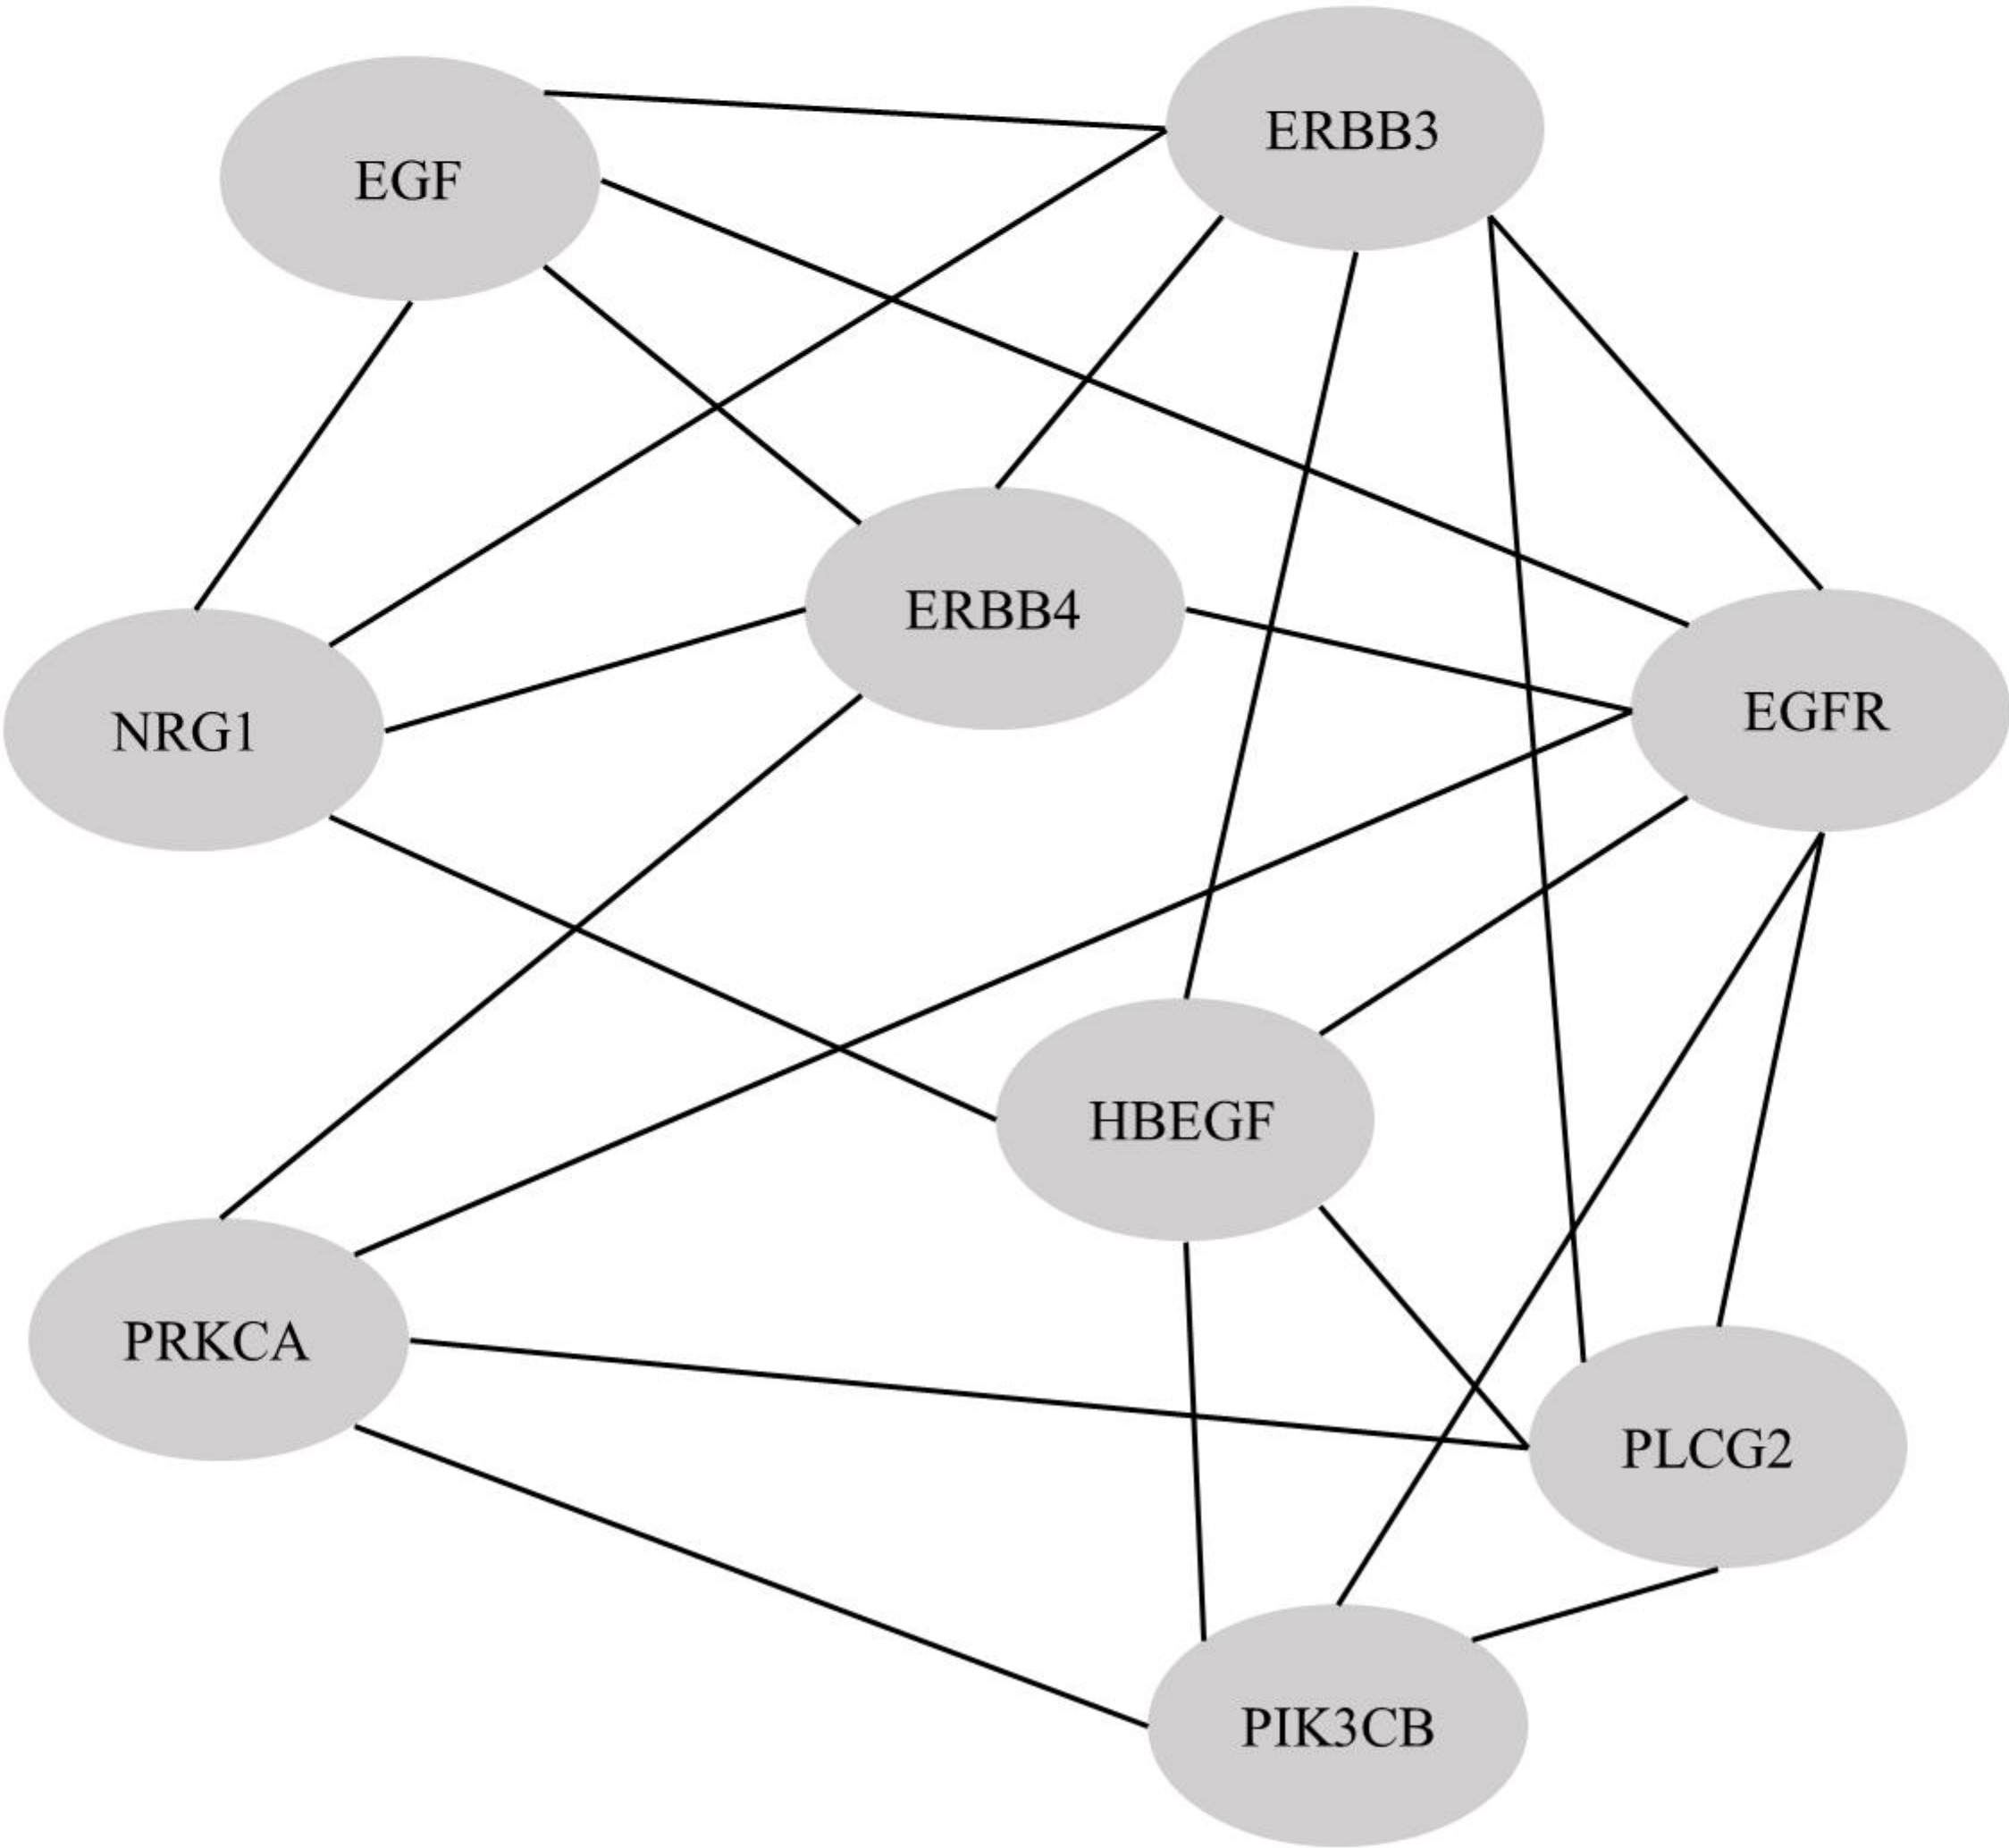 ERBB3
EGF
ERBB4
EGFR
NRG1
HBEGF
PRKCA
PLCG2
PIK3CB